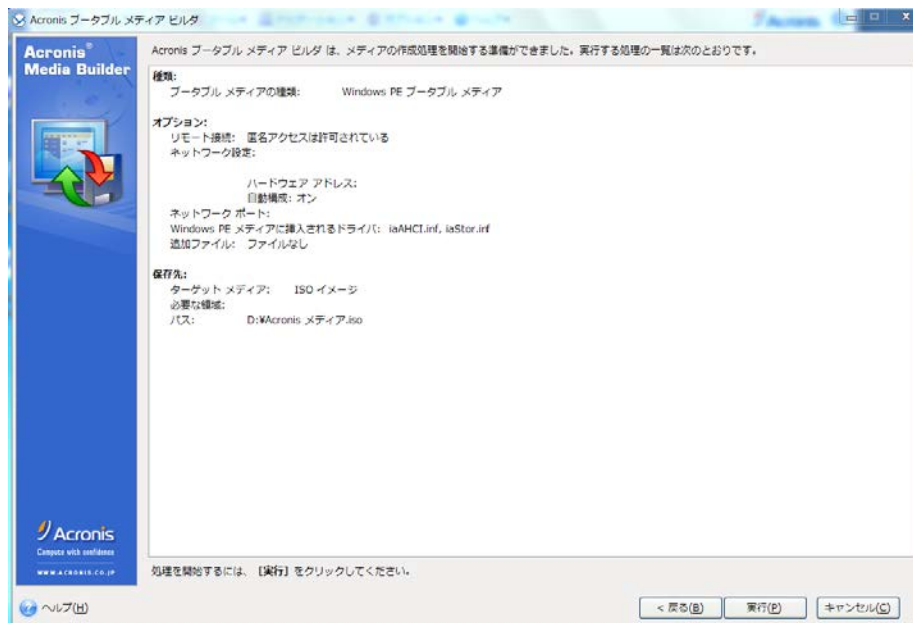 Acronis ブータブル メディア ビルダ
Acronis®
Media Builder
Acronis ブータブル メディア ビルダ は、メディアの作成処理を開始する準備ができました。実行する処理の一覧は次のとおりです。
種類:
ブータブル メディアの種類: Windows PE ブータブル メディア
オプション:
リモート接続: 匿名アクセスは許可されている
ネットワーク設定:
ハードウェア アドレス:
自動構成: オン
ネットワーク ポート:
Windows PE メディアに挿入されるドライバ: iaAHCI.inf, iaStor.inf
追加ファイル: ファイルなし
保存先:
ターゲット メディア: ISO イメージ
必要な領域:
パス: D:¥Acronis メディア.iso
Acronis
Compute with confidence
WWW.ACRONIS.CO.JP
処理を開始するには、[実行] をクリックしてください。
ヘルプ(H)
< 戻る(B)
実行(P)
キャンセル(C)